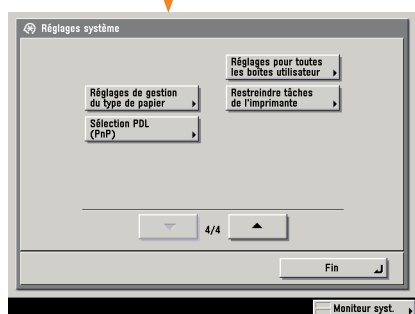 Réglages système
Réglages pour toutes
les boîtes utilisateur
Réglages de gestion
du type de papier
Restreindre tâches
de l'imprimante
Sélection PDL
(PnP)
4/4
Fin
Moniteur syst.